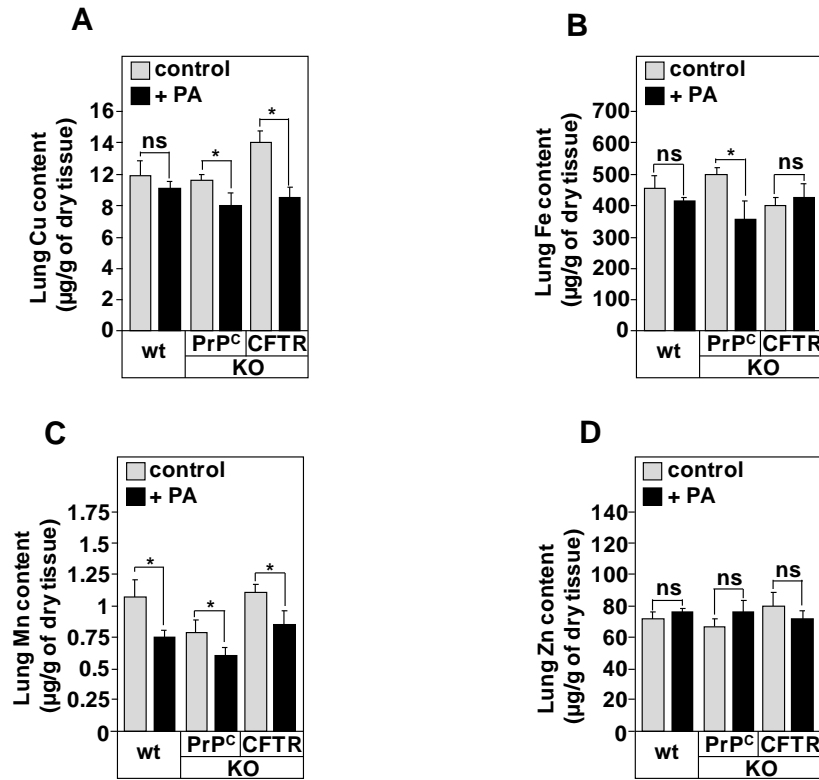 A
control
+ PA
Lung Cu content
(µg/g of dry tissue)
16
14
12
10
8
6
4
2
0
ns
*
*
wt
PrPᶜ
CFTR
KO
B
control
+ PA
Lung Fe content
(µg/g of dry tissue)
700
600
500
400
300
200
100
0
ns
*
ns
wt
PrPᶜ
CFTR
KO
C
control
+ PA
Lung Mn content
(µg/g of dry tissue)
1.75
1.5
1.25
1
0.75
0.5
0.25
0
*
*
*
wt
PrPᶜ
CFTR
KO
D
control
+ PA
Lung Zn content
(µg/g of dry tissue)
140
120
100
80
60
40
20
0
ns
ns
ns
wt
PrPᶜ
CFTR
KO